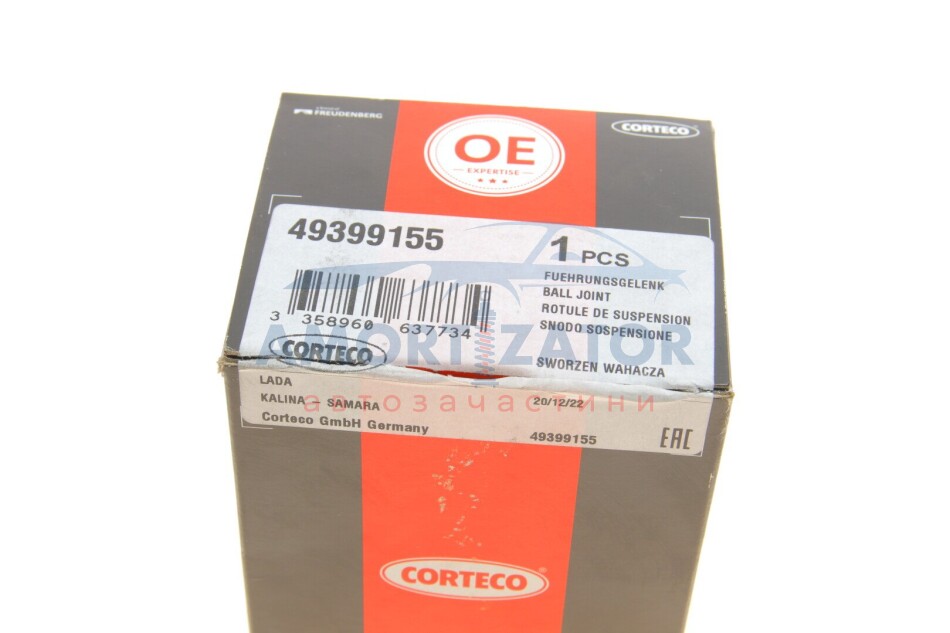 FREUDENBERG
CORTECO
OE
EXPERTISE
49399155
1 PCS
FUEHRUNGSGELENK
BALL JOINT
ROTULE DE SUSPENSION
SNODO SOSPENSIONE
SWORZEN WAHACZA
3 358960 637734
CORTECO
AMORTIZATOR
автозапчастини
LADA
KALINA - SAMARA
20/12/22
Corteco GmbH Germany
49399155
EAC
CORTECO